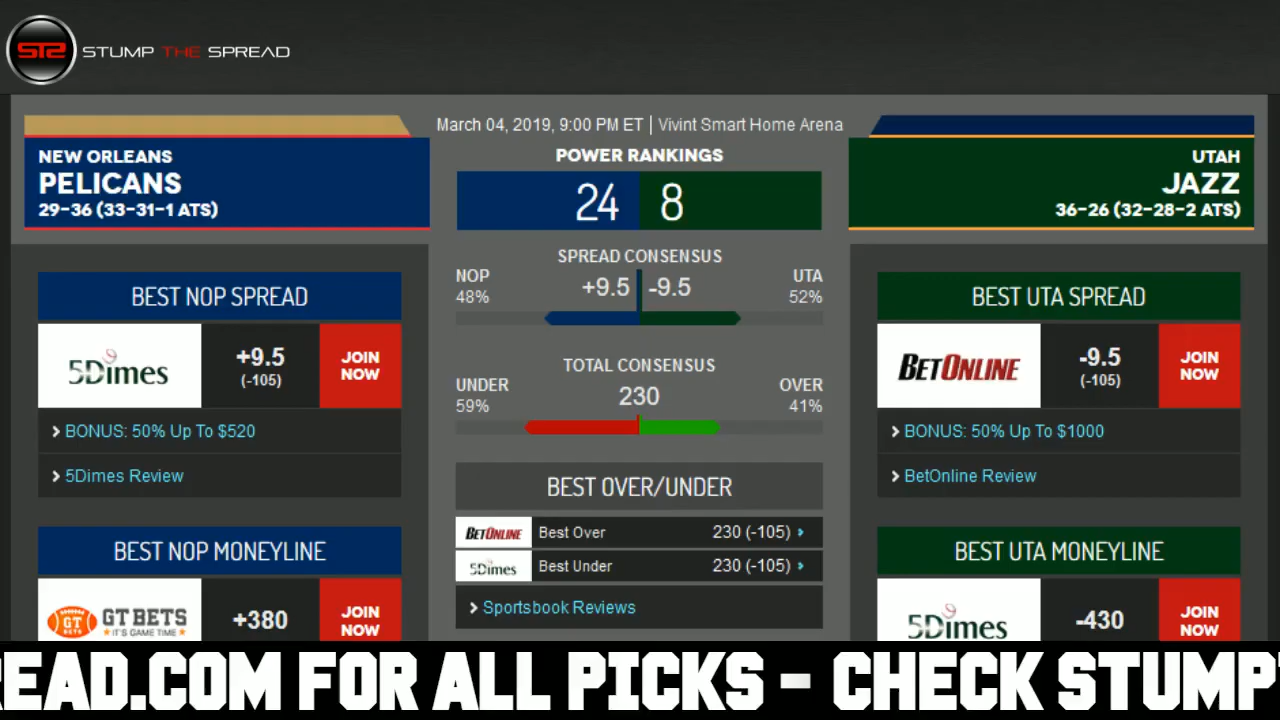 STS STUMP THE SPREAD
March 04, 2019, 9:00 PM ET | Vivint Smart Home Arena
NEW ORLEANS
PELICANS
29-36 (33-31-1 ATS)
POWER RANKINGS
24 8
UTAH
JAZZ
36-26 (32-28-2 ATS)
BEST NOP SPREAD
5Dimes
+9.5
(-105)
JOIN
NOW
BONUS: 50% Up To $520
5Dimes Review
BEST NOP MONEYLINE
GT
BETS
GT BETS
IT'S GAME TIME
+380
JOIN
NOW
SPREAD CONSENSUS
NOP +9.5 -9.5 UTA
48% 52%
TOTAL CONSENSUS
UNDER 230 OVER
59% 41%
BEST OVER/UNDER
BETONLINE Best Over 230 (-105)
5Dimes Best Under 230 (-105)
Sportsbook Reviews
BEST UTA SPREAD
BETONLINE
-9.5
(-105)
JOIN
NOW
BONUS: 50% Up To $1000
BetOnline Review
BEST UTA MONEYLINE
5Dimes
-430
JOIN
NOW
READ.COM FOR ALL PICKS - CHECK STUMP